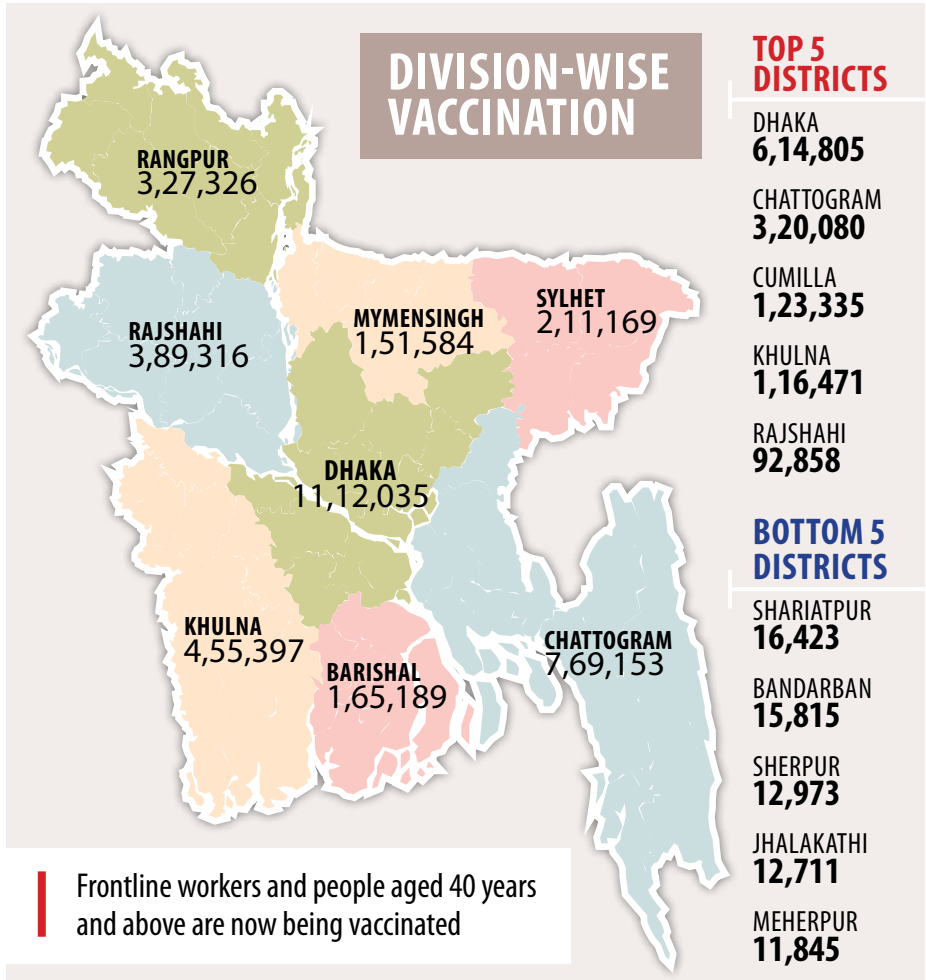 DIVISION-WISE
VACCINATION
RANGPUR
3,27,326
RAJSHAHI
3,89,316
MYMENSINGH
1,51,584
SYLHET
2,11,169
DHAKA
11,12,035
KHULNA
4,55,397
BARISHAL
1,65,189
CHATTOGRAM
7,69,153
Frontline workers and people aged 40 years
and above are now being vaccinated
TOP 5
DISTRICTS
DHAKA
6,14,805
CHATTOGRAM
3,20,080
CUMILLA
1,23,335
KHULNA
1,16,471
RAJSHAHI
92,858
BOTTOM 5
DISTRICTS
SHARIATPUR
16,423
BANDARBAN
15,815
SHERPUR
12,973
JHALAKATHI
12,711
MEHERPUR
11,845